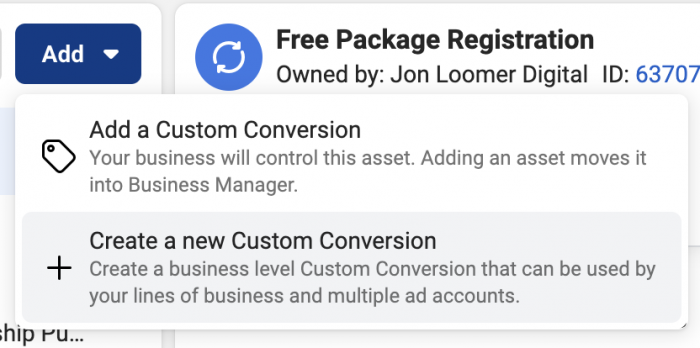 Add
Free Package Registration
Owned by: Jon Loomer Digital ID: 63707
Add a Custom Conversion
Your business will control this asset. Adding an asset moves it
into Business Manager.
Create a new Custom Conversion
Create a business level Custom Conversion that can be used by
your lines of business and multiple ad accounts.
ship Pu...